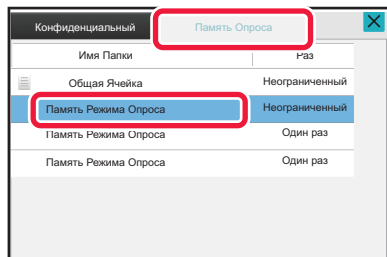 Конфиденциальный Память Опроса
Имя Папки Раз
Общая Ячейка Неограниченный
Память Режима Опроса Неограниченный
Память Режима Опроса Один раз
Память Режима Опроса Один раз